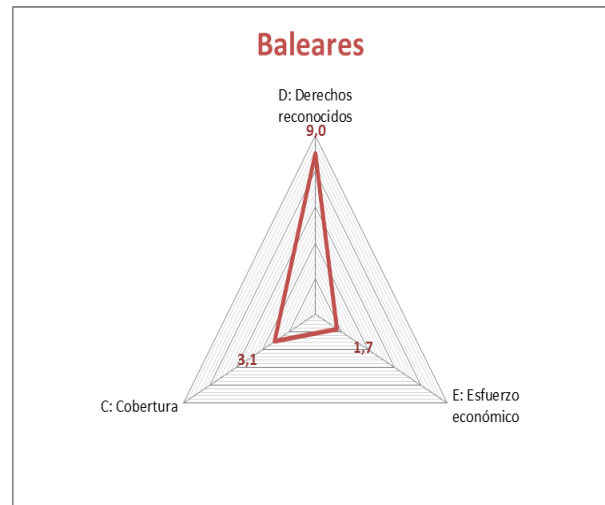 Baleares
D: Derechos
reconocidos
9,0
3,1
1,7
C: Cobertura
E: Esfuerzo
económico